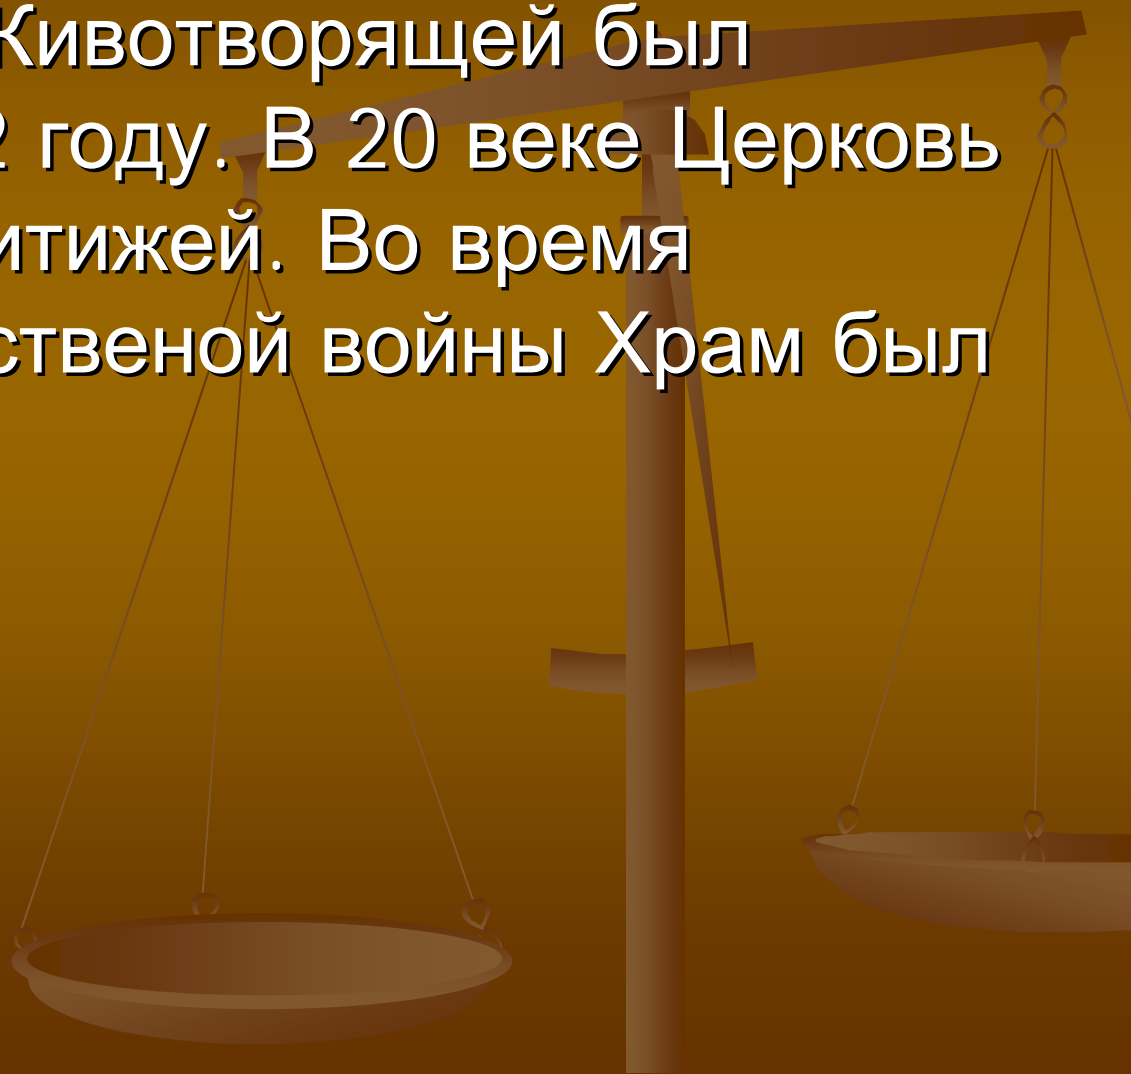 Животворящей был
2 году. В 20 веке Церковь
итижей. Во время
ственой войны Храм был